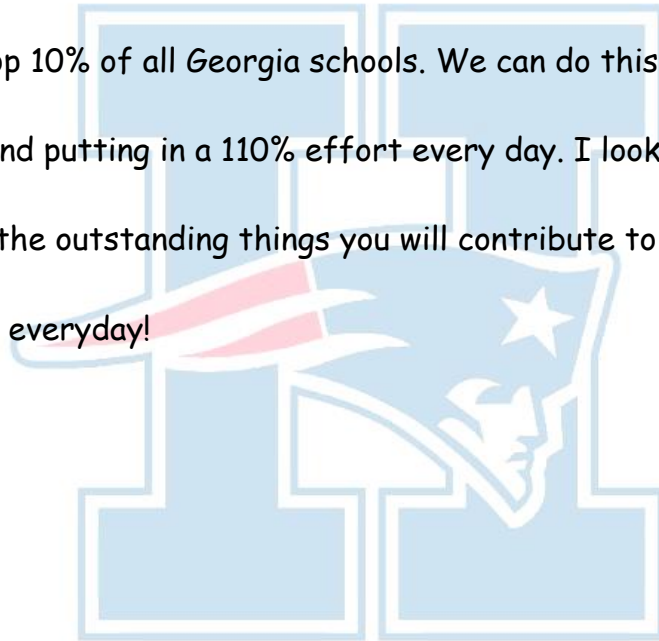 op 10% of all Georgia schools. We can do this
nd putting in a 110% effort every day. I look
the outstanding things you will contribute to
everyday!